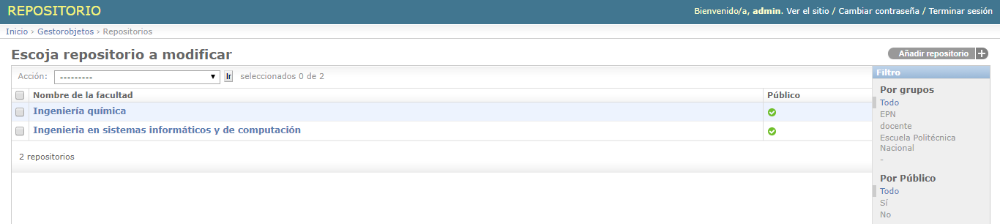 REPOSITORIO
Bienvenido/a, admin. Ver el sitio / Cambiar contraseña / Terminar sesión
Inicio › Gestorobjetos › Repositorios
Escoja repositorio a modificar
Añadir repositorio +
Acción: --------- Ir seleccionados 0 de 2
Nombre de la facultad Público
Ingeniería química
Ingenieria en sistemas informáticos y de computación
2 repositorios
Filtro
Por grupos
Todo
EPN
docente
Escuela Politécnica
Nacional
-
Por Público
Todo
Sí
No